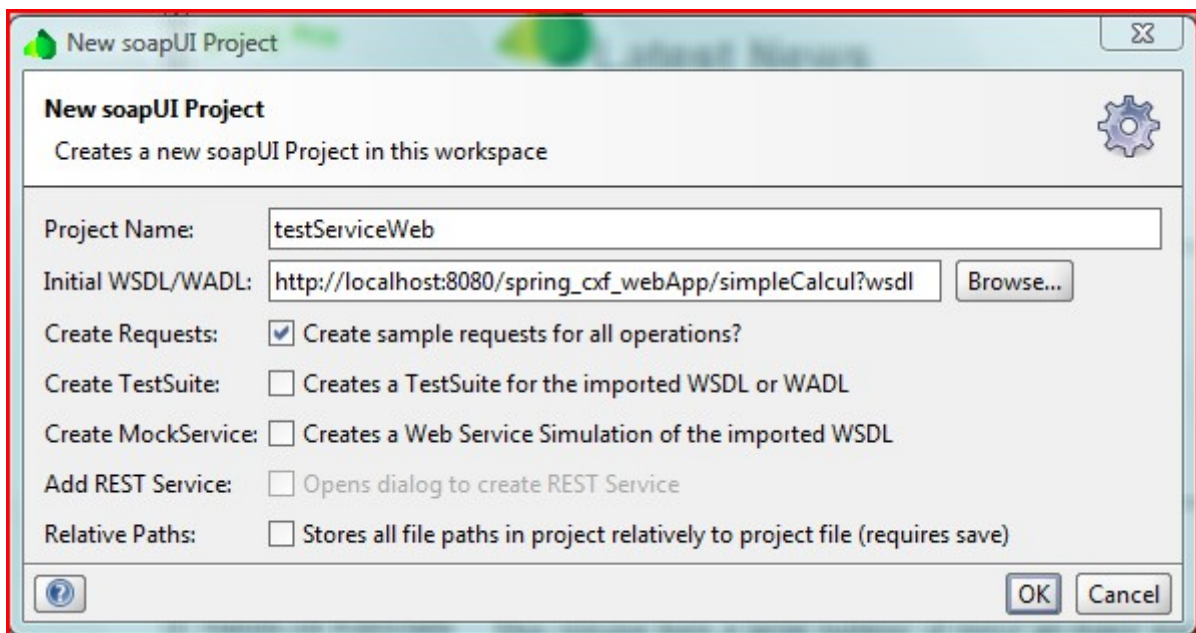 New soapUI Project
Latest News
New soapUI Project
Creates a new soapUI Project in this workspace
Project Name: testServiceWeb
Initial WSDL/WADL: http://localhost:8080/spring_cxf_webApp/simpleCalcul?wsdl Browse...
Create Requests: Create sample requests for all operations?
Create TestSuite: Creates a TestSuite for the imported WSDL or WADL
Create MockService: Creates a Web Service Simulation of the imported WSDL
Add REST Service: Opens dialog to create REST Service
Relative Paths: Stores all file paths in project relatively to project file (requires save)
? OK Cancel